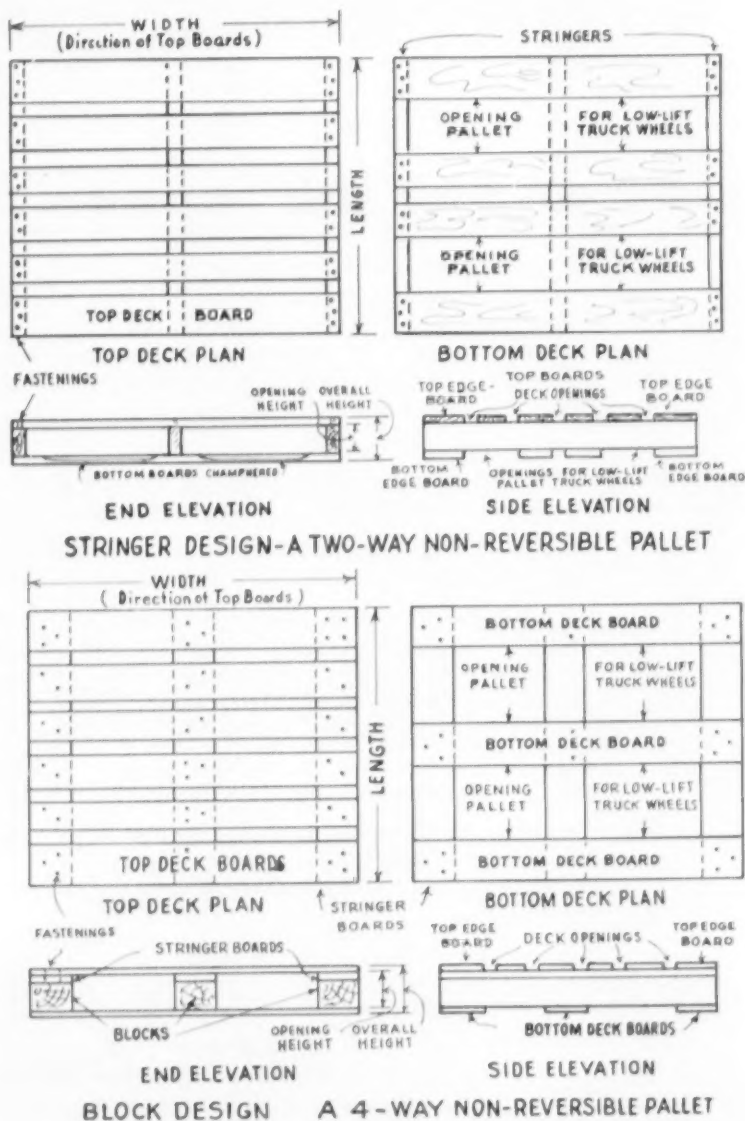 WIDTH
(Direction of Top Boards)
LENGTH
TOP DECK BOARD
TOP DECK PLAN
STRINGERS
OPENING FOR LOW-LIFT
PALLET TRUCK WHEELS
OPENING FOR LOW-LIFT
PALLET TRUCK WHEELS
BOTTOM DECK PLAN
FASTENINGS
OPENING OVERALL
HEIGHT HEIGHT
BOTTOM BOARDS CHAMPHERED
END ELEVATION
TOP BOARDS
TOP EDGE-
BOARD
DECK OPENINGS
TOP EDGE
BOARD
BOTTOM
EDGE BOARD
OPENINGS FOR LOW-LIFT
PALLET TRUCK WHEELS
BOTTOM
EDGE BOARD
SIDE ELEVATION
STRINGER DESIGN-A TWO-WAY NON-REVERSIBLE PALLET
WIDTH
(Direction of Top Boards)
LENGTH
TOP DECK BOARDS
TOP DECK PLAN
BOTTOM DECK BOARD
OPENING FOR LOW-LIFT
PALLET TRUCK WHEELS
BOTTOM DECK BOARD
OPENING FOR LOW-LIFT
PALLET TRUCK WHEELS
BOTTOM DECK BOARD
BOTTOM DECK PLAN
STRINGER
BOARDS
FASTENINGS
STRINGER BOARDS
BLOCKS
OPENING OVERALL
HEIGHT HEIGHT
END ELEVATION
TOP EDGE
BOARD
DECK OPENINGS
TOP EDGE
BOARD
BOTTOM DECK BOARDS
SIDE ELEVATION
BLOCK DESIGN A 4-WAY NON-REVERSIBLE PALLET